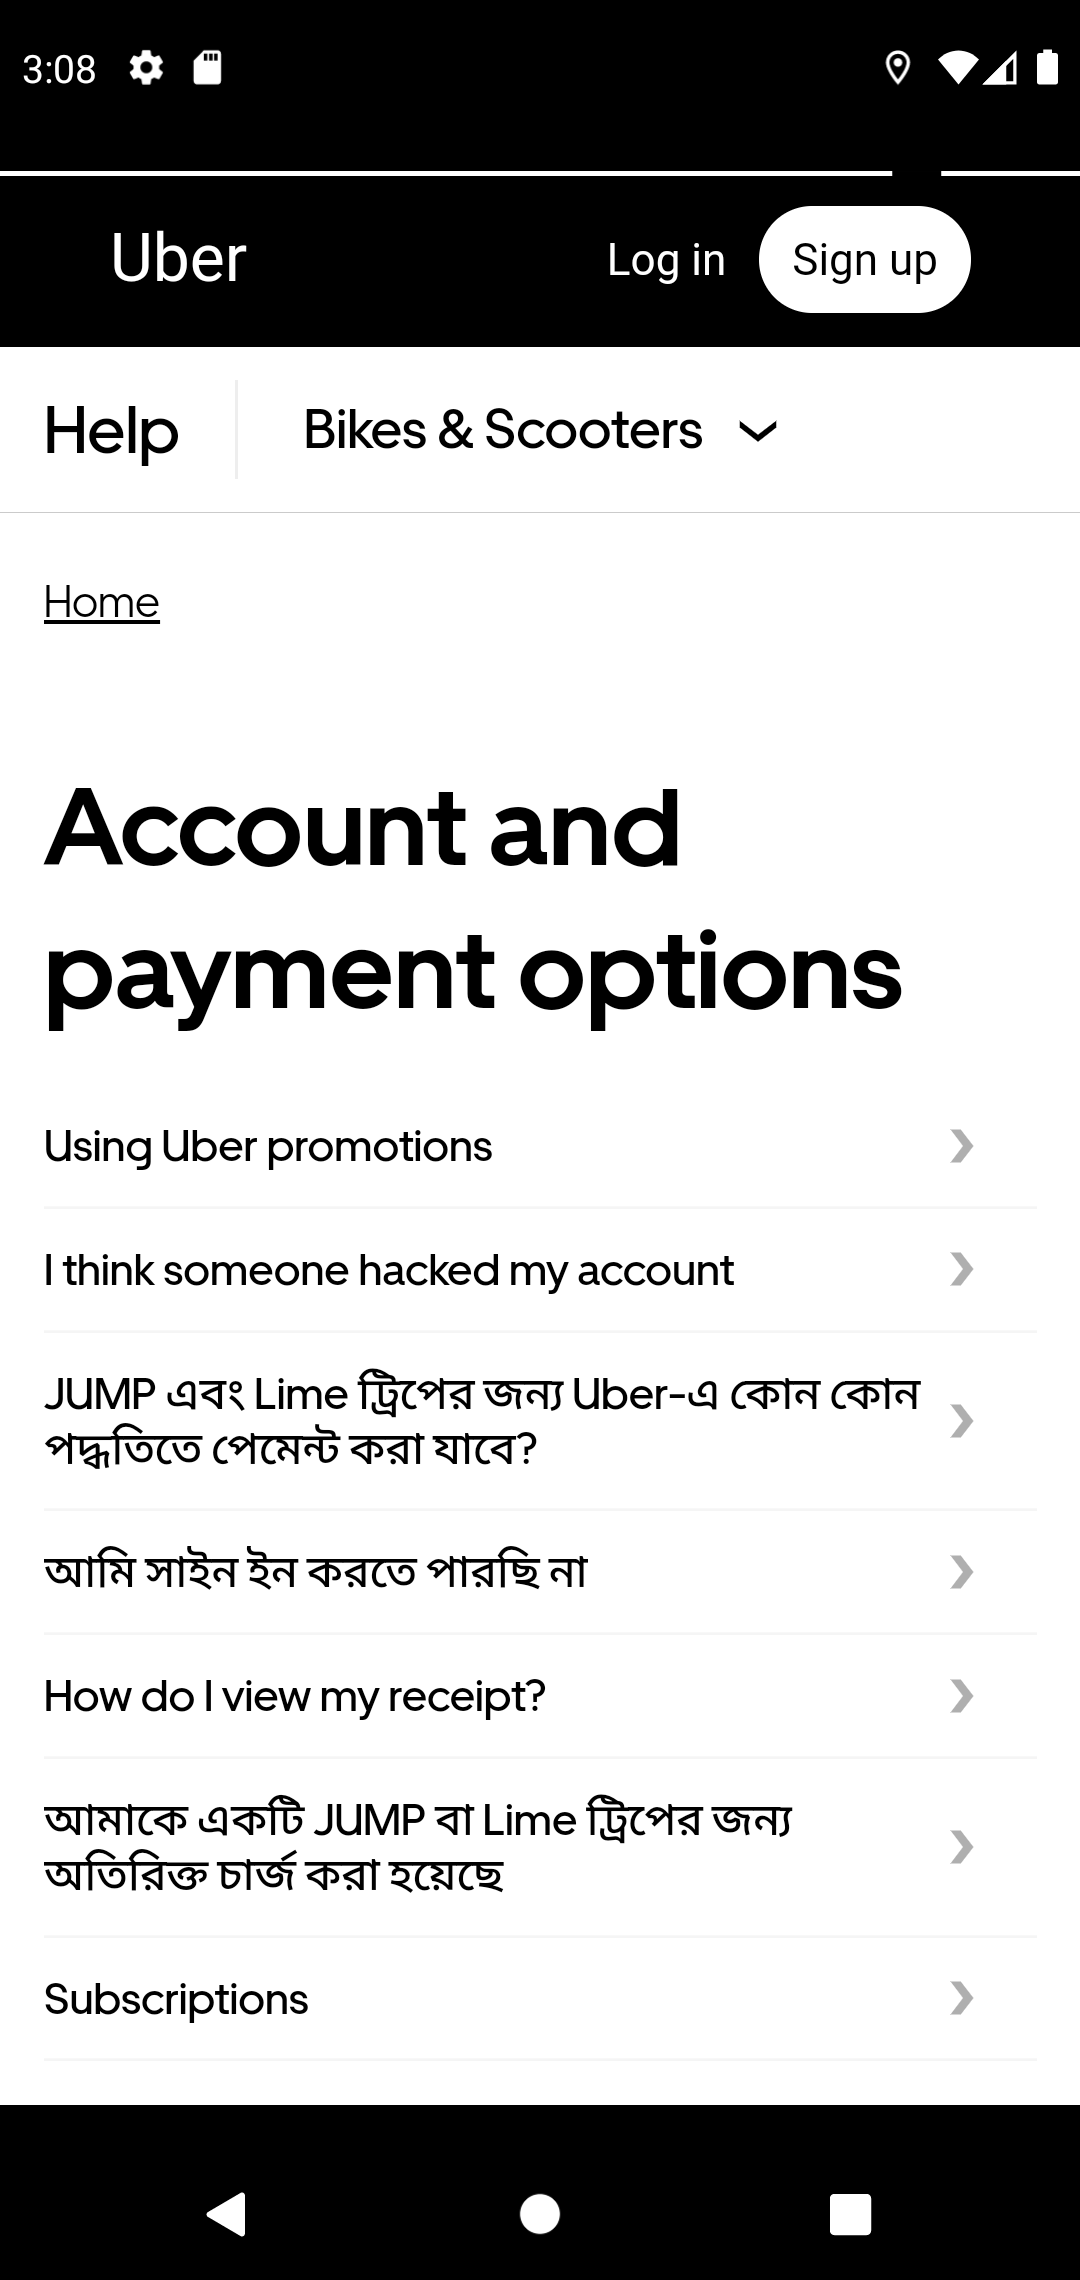 3:08
Uber
Log in
Sign up
Help
Bikes & Scooters
Home
Account and
payment options
Using Uber promotions
I think someone hacked my account
JUMP এবং Lime ট্রিপের জন্য Uber-এ কোন কোন
পদ্ধতিতে পেমেন্ট করা যাবে?
আমি সাইন ইন করতে পারছি না
How do I view my receipt?
আমাকে একটি JUMP বা Lime ট্রিপের জন্য
অতিরিক্ত চার্জ করা হয়েছে
Subscriptions